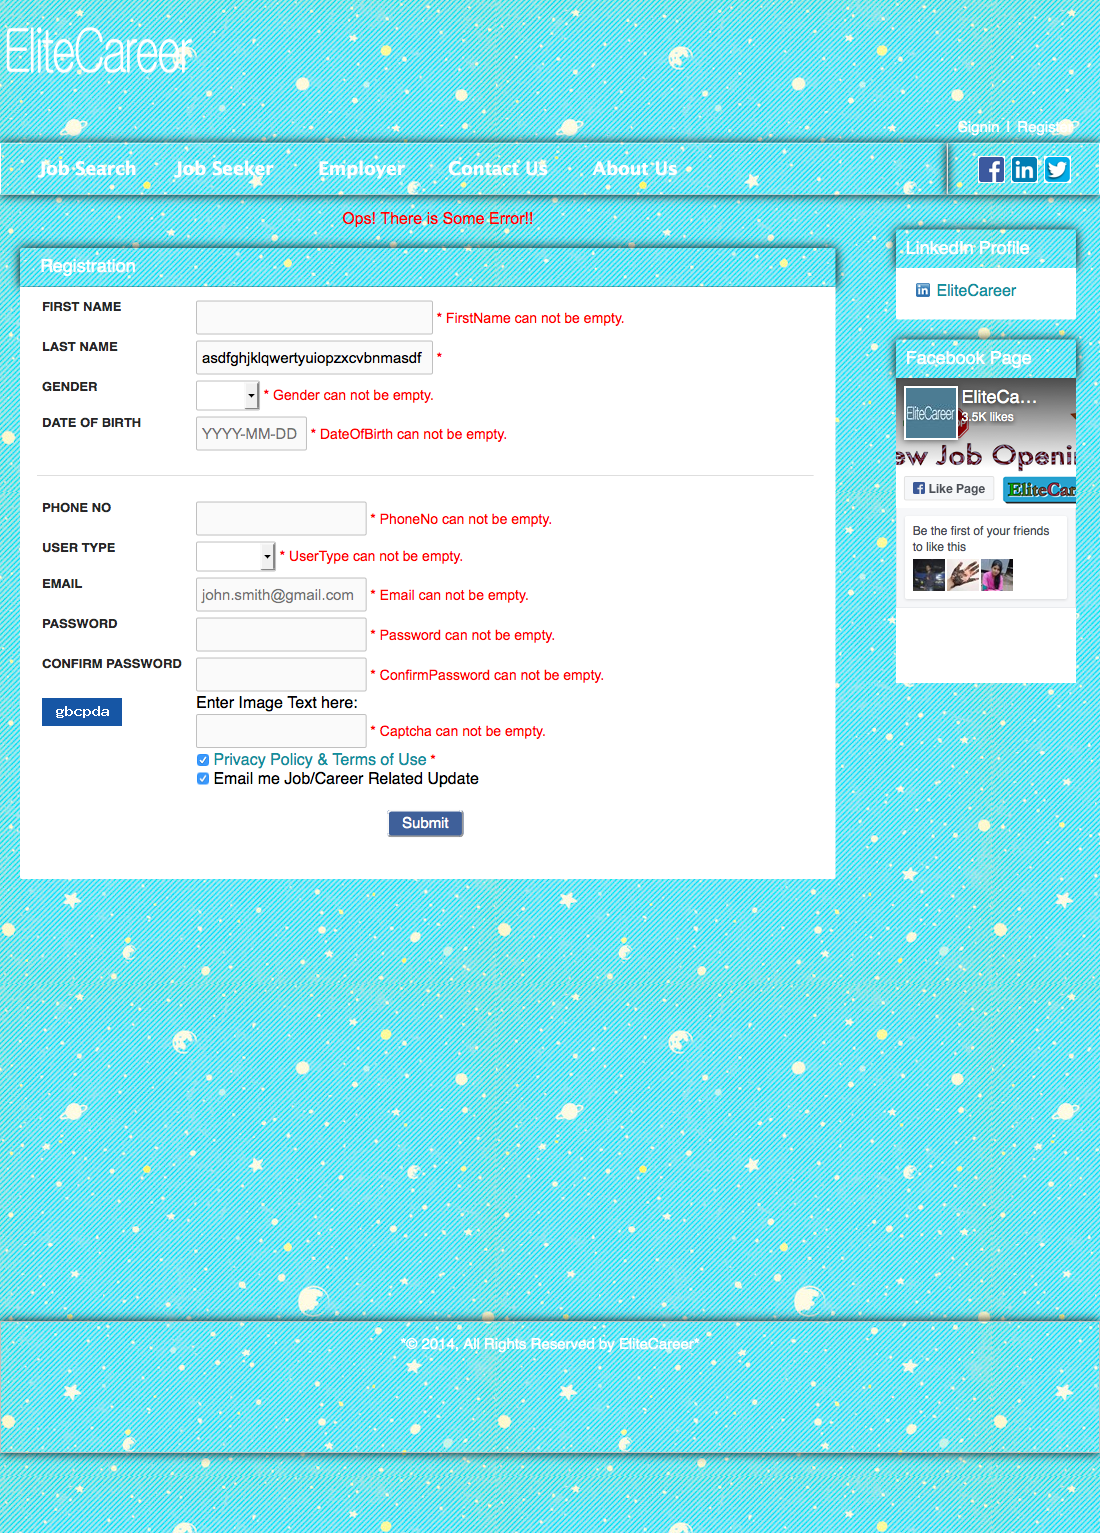 EliteCareer
Signin | Register
Job Search Job Seeker Employer Contact US About Us
Ops! There is Some Error!!
Registration
FIRST NAME * FirstName can not be empty.
LAST NAME asdfghjklqwertyuiopzxcvbnmasdf *
GENDER * Gender can not be empty.
DATE OF BIRTH YYYY-MM-DD * DateOfBirth can not be empty.
PHONE NO * PhoneNo can not be empty.
USER TYPE * UserType can not be empty.
EMAIL john.smith@gmail.com * Email can not be empty.
PASSWORD * Password can not be empty.
CONFIRM PASSWORD * ConfirmPassword can not be empty.
Enter Image Text here:
gbcpda * Captcha can not be empty.
Privacy Policy & Terms of Use *
Email me Job/Career Related Update
Submit
LinkedIn Profile
EliteCareer
Facebook Page
EliteCareer
EliteCa...
3.5K likes
ew Job Openi
Like Page
EliteCar
Be the first of your friends
to like this
*© 2014, All Rights Reserved by EliteCareer*